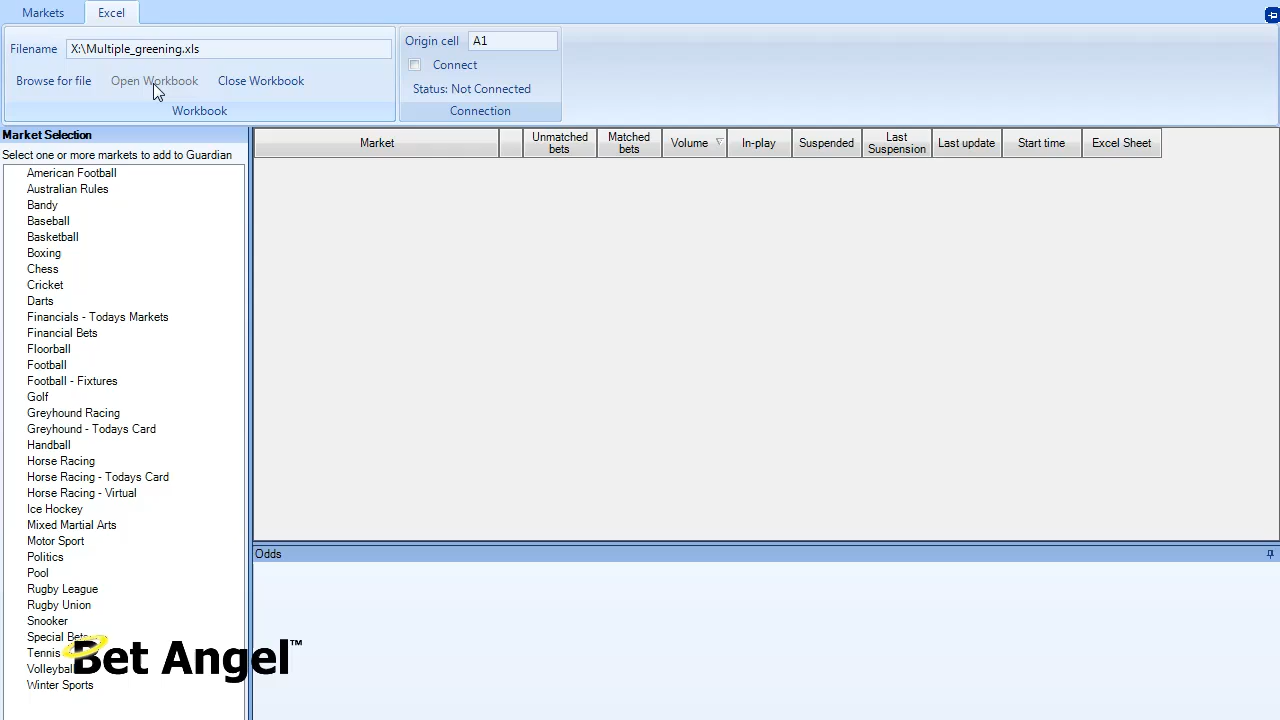 Markets Excel
Filename X:\Multiple_greening.xls
Browse for file Open Workbook Close Workbook
Workbook
Origin cell A1
Connect
Status: Not Connected
Connection
Market Selection
Select one or more markets to add to Guardian
American Football
Australian Rules
Bandy
Baseball
Basketball
Boxing
Chess
Cricket
Darts
Financials - Todays Markets
Financial Bets
Floorball
Football
Football - Fixtures
Golf
Greyhound Racing
Greyhound - Todays Card
Handball
Horse Racing
Horse Racing - Todays Card
Horse Racing - Virtual
Ice Hockey
Mixed Martial Arts
Motor Sport
Politics
Pool
Rugby League
Rugby Union
Snooker
Special Bets
Tennis
Volleyball
Winter Sports
Market
Unmatched
bets
Matched
bets
Volume
In-play
Suspended
Last
Suspension
Last update
Start time
Excel Sheet
Odds
Bet Angel™